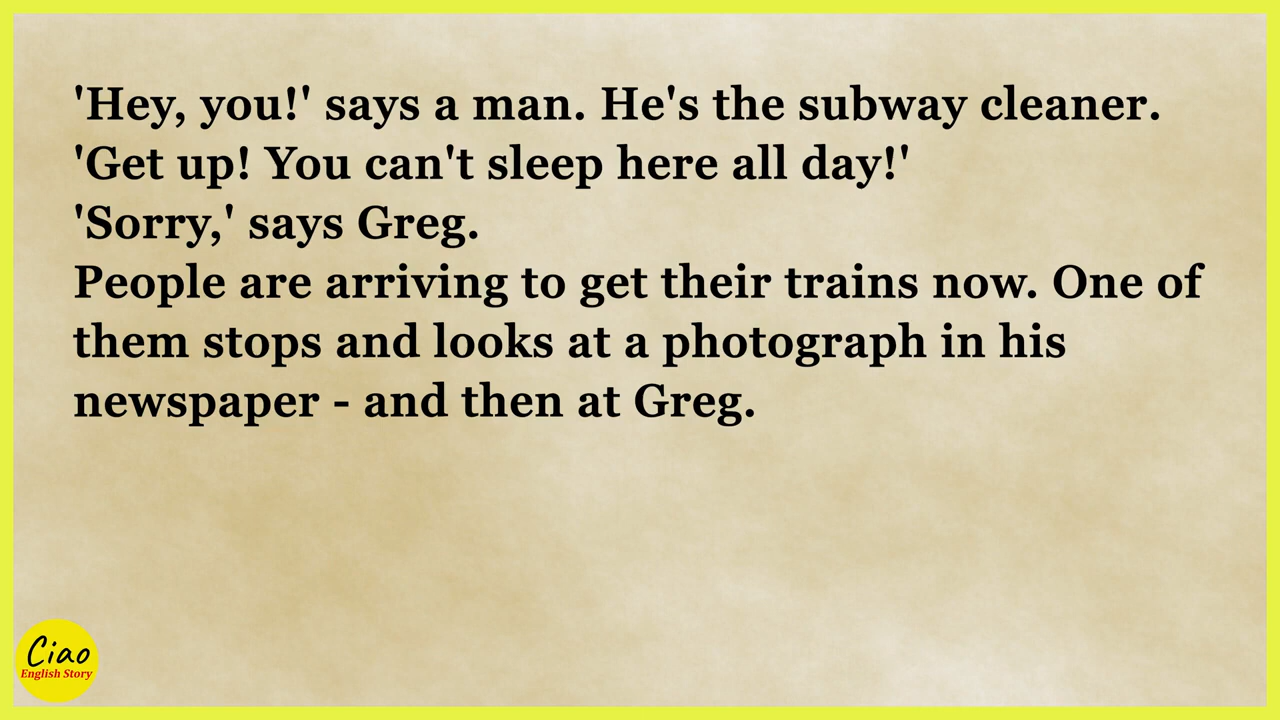 'Hey, you!' says a man. He's the subway cleaner.
'Get up! You can't sleep here all day!'
'Sorry,' says Greg.
People are arriving to get their trains now. One of
them stops and looks at a photograph in his
newspaper - and then at Greg.
Ciao
English Story